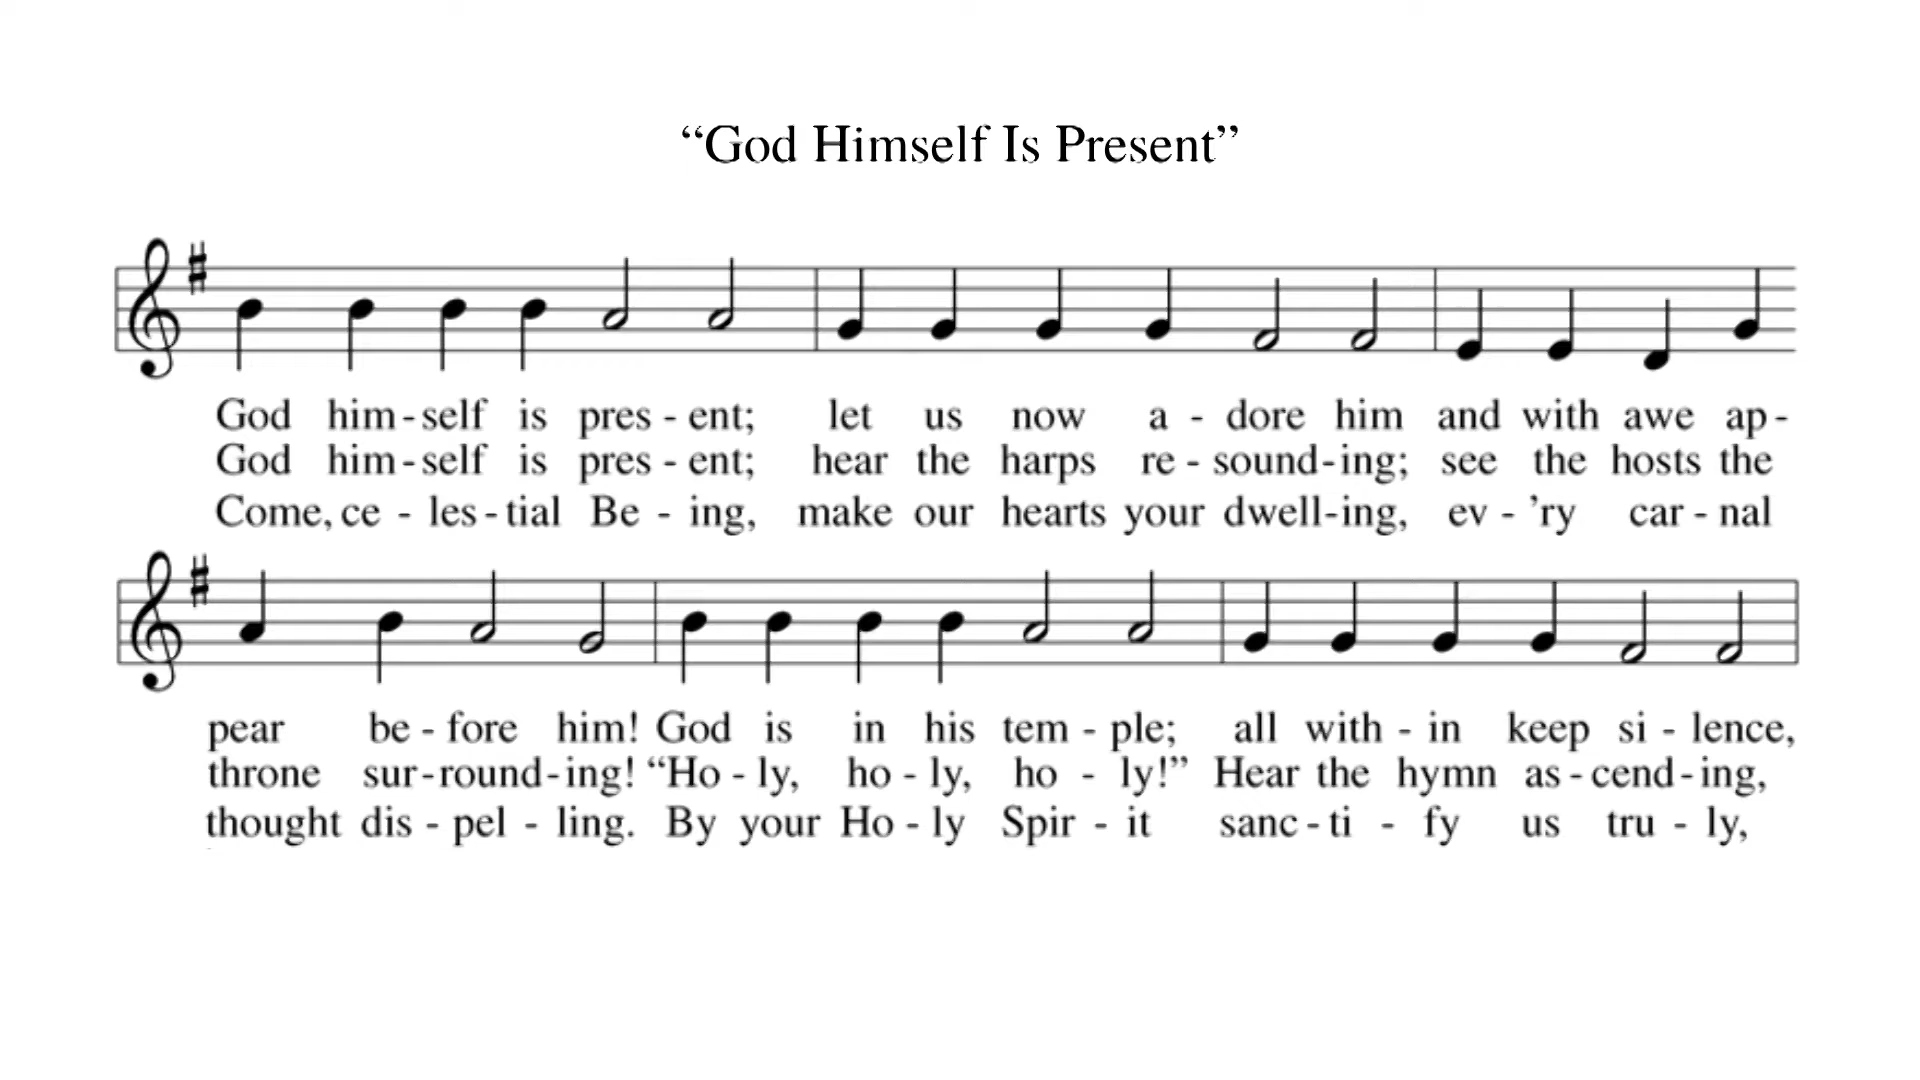 “God Himself Is Present”
God him - self is pres - ent; let us now a - dore him and with awe ap -
God him - self is pres - ent; hear the harps re - sound - ing; see the hosts the
Come, ce - les - tial Be - ing, make our hearts your dwell - ing, ev - ’ry car - nal
pear be - fore him! God is in his tem - ple; all with - in keep si - lence,
throne sur - round - ing! “Ho - ly, ho - ly, ho - ly!” Hear the hymn as - cend - ing,
thought dis - pel - ling. By your Ho - ly Spir - it sanc - ti - fy us tru - ly,